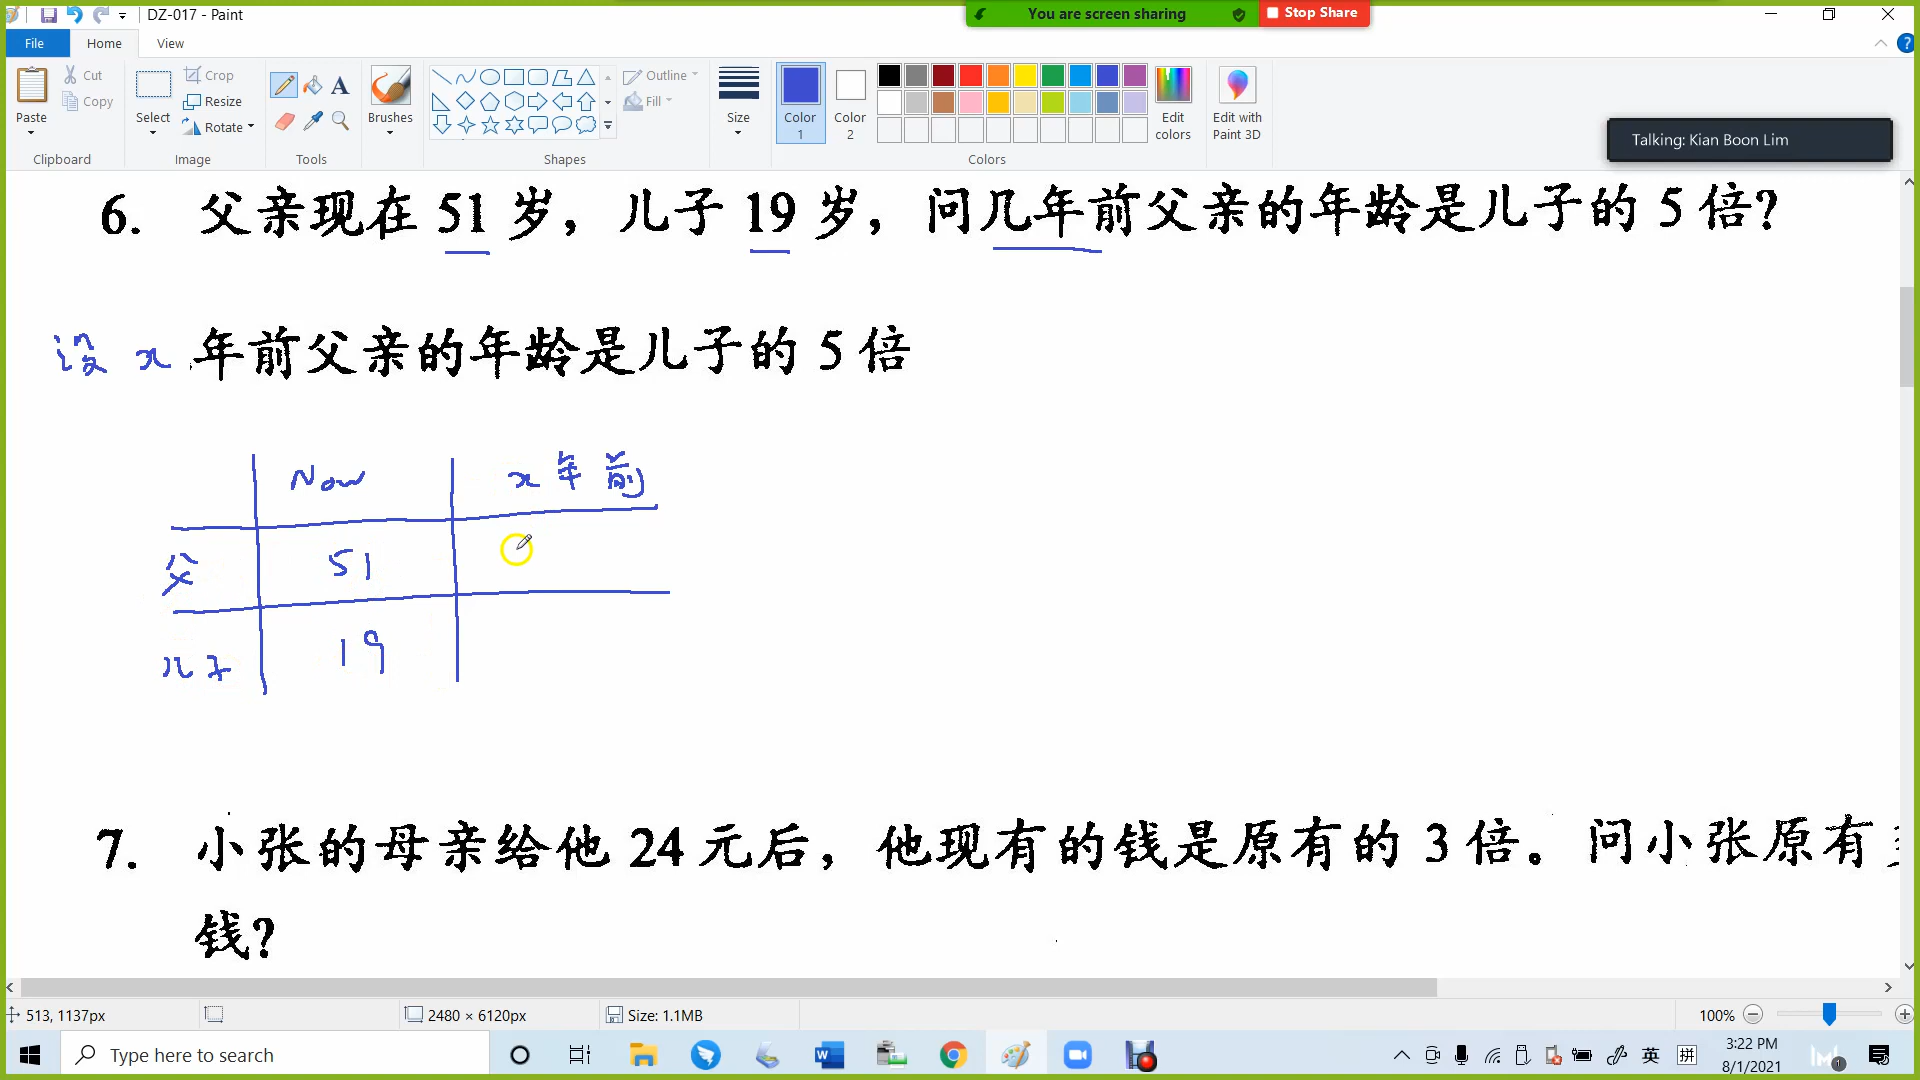 DZ-017 - Paint
You are screen sharing
Stop Share
File
Home
View
Paste
Cut
Copy
Clipboard
Select
Crop
Resize
Rotate
Image
Tools
Brushes
Outline
Fill
Shapes
Size
Color 1
Color 2
Edit colors
Colors
Edit with Paint 3D
Talking: Kian Boon Lim
6. 父亲现在 51 岁，儿子 19 岁，问几年前父亲的年龄是儿子的 5 倍?
设 x 年前父亲的年龄是儿子的 5 倍
Now x 年前
父 51
儿子 19
7. 小张的母亲给他 24 元后，他现有的钱是原有的 3 倍。问小张原有
钱?
513, 1137px
2480 × 6120px
Size: 1.1MB
100%
Type here to search
英
拼
3:22 PM
8/1/2021
1